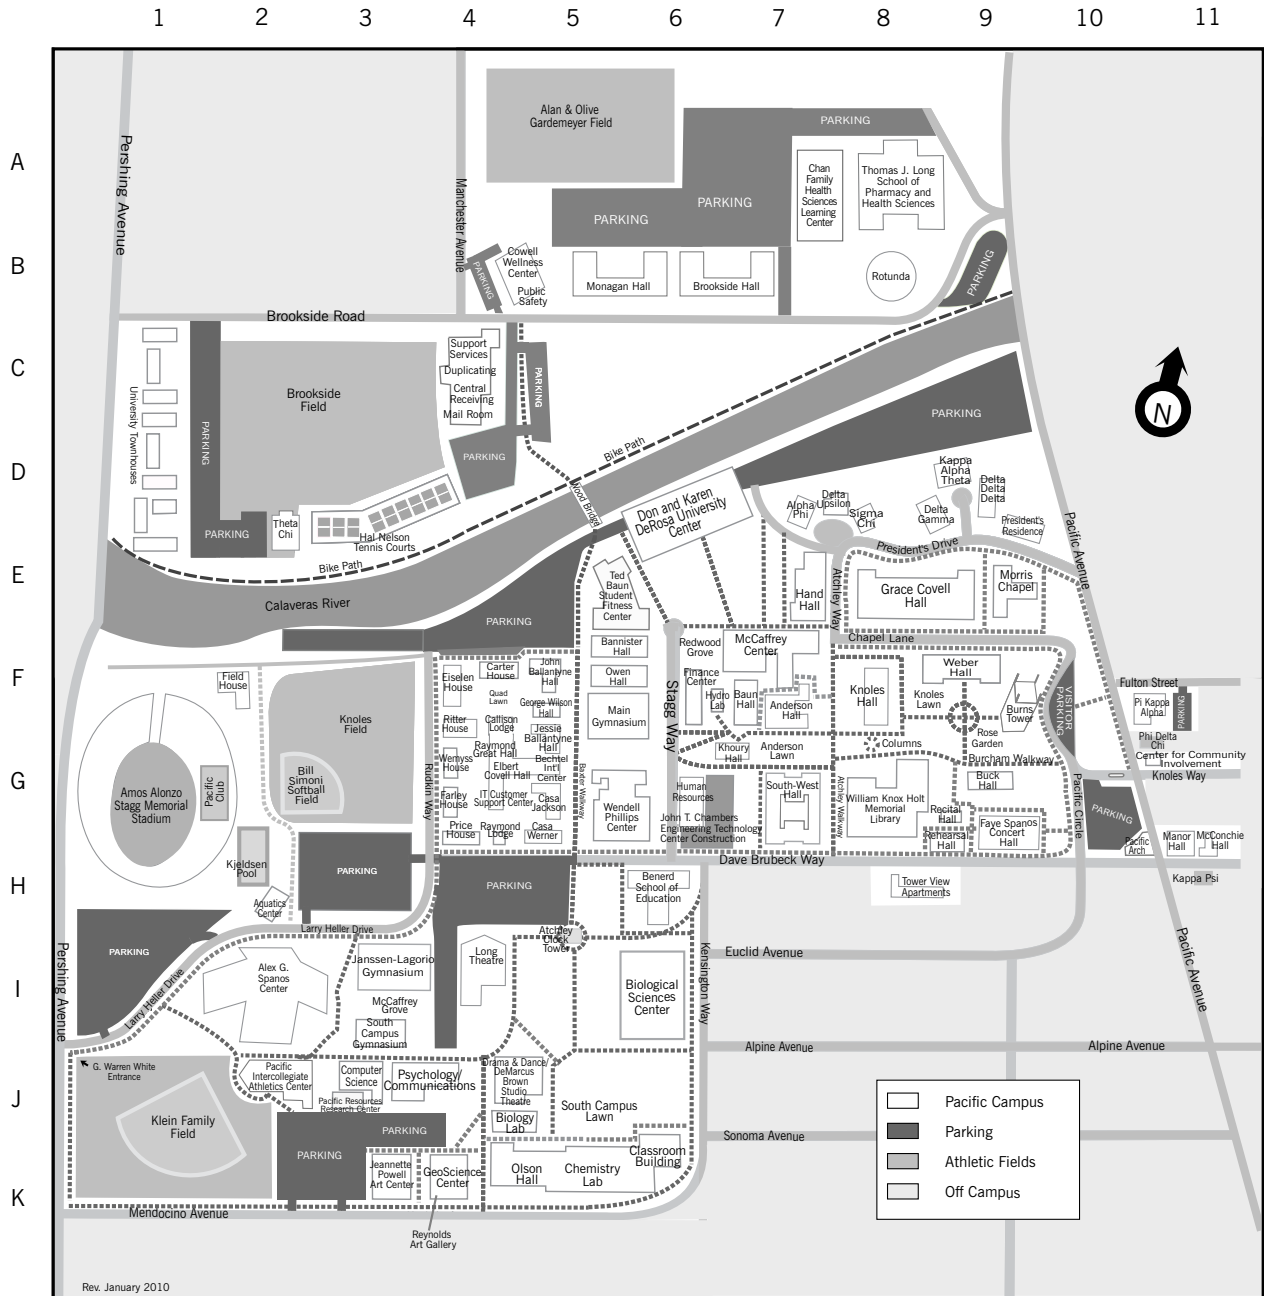 1 2 3 4 5 6 7 8 9 10 11
A
B
C
D
E
F
G
H
I
J
K
Alan & Olive
Gardemeyer Field
PARKING
Pershing Avenue
Manchester Avenue
Chan
Family
Health
Sciences
Learning
Center
Thomas J. Long
School of
Pharmacy and
Health Sciences
PARKING
PARKING
Cowell
Wellness
Center
Public
Safety
PARKING
Monagan Hall
Brookside Hall
Rotunda
PARKING
Brookside Road
Support
Services
Duplicating
Central
Receiving
Mail Room
PARKING
Brookside
Field
University Townhouses
PARKING
PARKING
N
PARKING
Bike Path
PARKING
Theta
Chi
Hal Nelson
Tennis Courts
Wood Bridge
Don and Karen
DeRosa University
Center
Alpha
Phi
Delta
Upsilon
Sigma
Chi
Kappa
Alpha
Theta
Delta
Gamma
Delta
Delta
Delta
President's
Residence
President's Drive
Pacific Avenue
Bike Path
Calaveras River
PARKING
Ted
Baun
Student
Fitness
Center
Hand
Hall
Atchley Way
Grace Covell
Hall
Morris
Chapel
Chapel Lane
Bannister
Hall
Owen
Hall
Main
Gymnasium
Redwood
Grove
McCaffrey
Center
Finance
Center
Hydro
Lab
Baun
Hall
Anderson
Hall
Stagg Way
Knoles
Hall
Knoles
Lawn
Weber
Hall
Burns
Tower
VISITOR
PARKING
Fulton Street
Pi Kappa
Alpha
PARKING
Phi Delta
Chi
Center for Community
Involvement
Knoles Way
Field
House
Knoles
Field
Eiselen
House
Carter
House
John
Ballantyne
Hall
Quad
Lawn
George Wilson
Hall
Ritter
House
Callison
Lodge
Jessie
Ballantyne
Hall
Raymond
Great Hall
Wemyss
House
Elbert
Covell Hall
Bechtel
Int'l
Center
Farley
House
IT Customer
Support Center
Casa
Jackson
Price
House
Raymond
Lodge
Casa
Werner
Rudkin Way
Baxter Walkway
Amos Alonzo
Stagg Memorial
Stadium
Pacific
Club
Bill
Simoni
Softball
Field
Khoury
Hall
Anderson
Lawn
Columns
Rose
Garden
Burcham Walkway
Wendell
Phillips
Center
Human
Resources
John T. Chambers
Engineering Technology
Center Construction
South-West
Hall
Atchley Walkway
William Knox Holt
Memorial
Library
Buck
Hall
Recital
Hall
Rehearsal
Hall
Faye Spanos
Concert
Hall
Pacific Circle
PARKING
Pacific
Arch
Manor
Hall
McConchie
Hall
Kappa Psi
Dave Brubeck Way
Kjeldsen
Pool
Aquatics
Center
PARKING
PARKING
Benerd
School of
Education
Tower View
Apartments
Larry Heller Drive
PARKING
Larry Heller Drive
Pershing Avenue
Alex G.
Spanos
Center
Janssen-Lagorio
Gymnasium
McCaffrey
Grove
South
Campus
Gymnasium
Long
Theatre
Atchley
Clock
Tower
Biological
Sciences
Center
Kensington Way
Euclid Avenue
Pacific Avenue
Alpine Avenue
Alpine Avenue
G. Warren White
Entrance
Klein Family
Field
Pacific
Intercollegiate
Athletics Center
Computer
Science
Pacific Resources
Research Center
Psychology/
Communications
Drama & Dance/
DeMarcus
Brown
Studio
Theatre
Biology
Lab
South Campus
Lawn
Sonoma Avenue
PARKING
PARKING
Jeannette
Powell
Art Center
GeoScience
Center
Olson
Hall
Chemistry
Lab
Classroom
Building
Mendocino Avenue
Reynolds
Art Gallery
Pacific Campus
Parking
Athletic Fields
Off Campus
Rev. January 2010